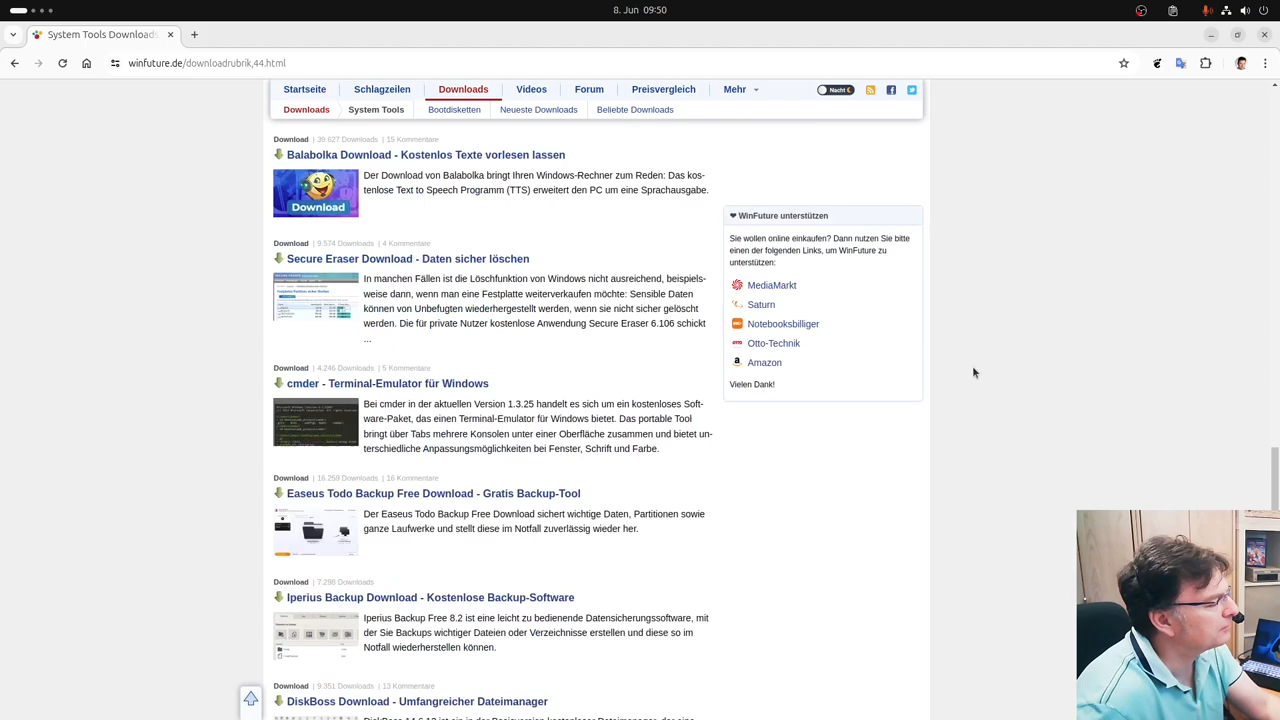 8. Jun 09:50
System Tools Downloads
winfuture.de/downloadrubrik,44.html
Startseite Schlagzeilen Downloads Videos Forum Preisvergleich Mehr Nacht
Downloads System Tools Bootdisketten Neueste Downloads Beliebte Downloads
Download | 39.627 Downloads | 15 Kommentare
Balabolka Download - Kostenlos Texte vorlesen lassen
Der Download von Balabolka bringt Ihren Windows-Rechner zum Reden: Das kos-
tenlose Text to Speech Programm (TTS) erweitert den PC um eine Sprachausgabe.
Download
Download | 9.574 Downloads | 4 Kommentare
Secure Eraser Download - Daten sicher löschen
In manchen Fällen ist die Löschfunktion von Windows nicht ausreichend, beispiels-
weise dann, wenn man eine Festplatte weiterverkaufen möchte: Sensible Daten
können von Unbefugten wiederhergestellt werden, wenn sie nicht sicher gelöscht
werden. Die für private Nutzer kostenlose Anwendung Secure Eraser 6.106 schickt
...
Download | 4.246 Downloads | 5 Kommentare
cmder - Terminal-Emulator für Windows
Bei cmder in der aktuellen Version 1.3.25 handelt es sich um ein kostenloses Soft-
ware-Paket, das einen Terminal-Emulator für Windows bietet. Das portable Tool
bringt über Tabs mehrere Konsolen unter einer Oberfläche zusammen und bietet un-
terschiedliche Anpassungsmöglichkeiten bei Fenster, Schrift und Farbe.
Download | 16.259 Downloads | 16 Kommentare
Easeus Todo Backup Free Download - Gratis Backup-Tool
Der Easeus Todo Backup Free Download sichert wichtige Daten, Partitionen sowie
ganze Laufwerke und stellt diese im Notfall zuverlässig wieder her.
Download | 7.298 Downloads
Iperius Backup Download - Kostenlose Backup-Software
Iperius Backup Free 8.2 ist eine leicht zu bedienende Datensicherungssoftware, mit
der Sie Backups wichtiger Dateien oder Verzeichnisse erstellen und diese so im
Notfall wiederherstellen können.
Download | 9.351 Downloads | 13 Kommentare
DiskBoss Download - Umfangreicher Dateimanager
❤ WinFuture unterstützen
Sie wollen online einkaufen? Dann nutzen Sie bitte
einen der folgenden Links, um WinFuture zu
unterstützen:
MediaMarkt
Saturn
Notebooksbilliger
Otto-Technik
Amazon
Vielen Dank!